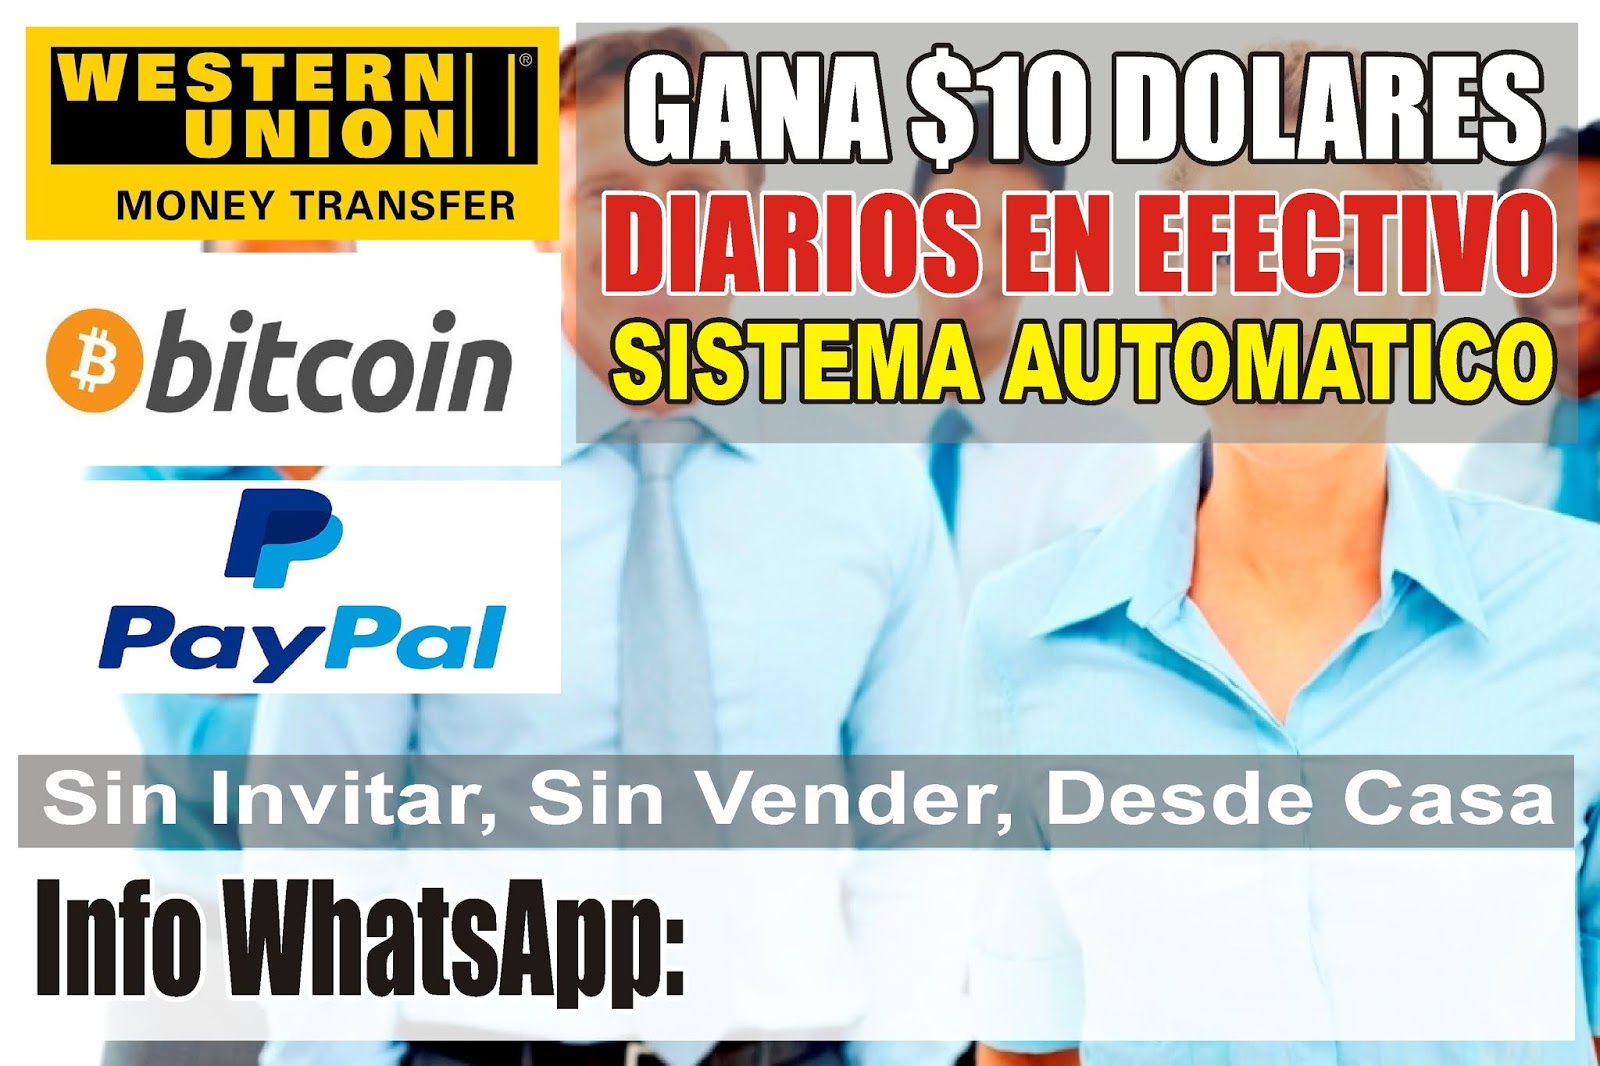 WESTERN
UNION
®
MONEY TRANSFER
bitcoin
PayPal
GANA $10 DOLARES
DIARIOS EN EFECTIVO
SISTEMA AUTOMATICO
Sin Invitar, Sin Vender, Desde Casa
Info WhatsApp: